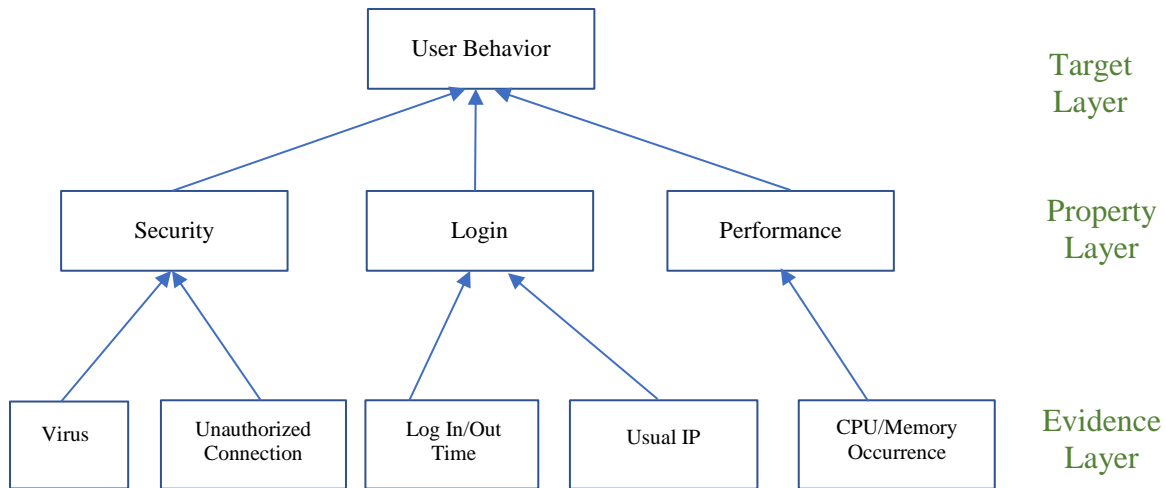 User Behavior
Target
Layer
Security
Login
Performance
Property
Layer
Virus
Unauthorized
Connection
Log In/Out
Time
Usual IP
CPU/Memory
Occurrence
Evidence
Layer